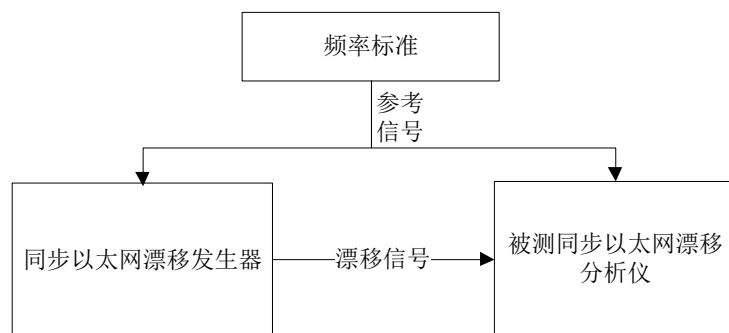 频率标准
参考
信号
同步以太网漂移发生器
漂移信号
被测同步以太网漂移
分析仪